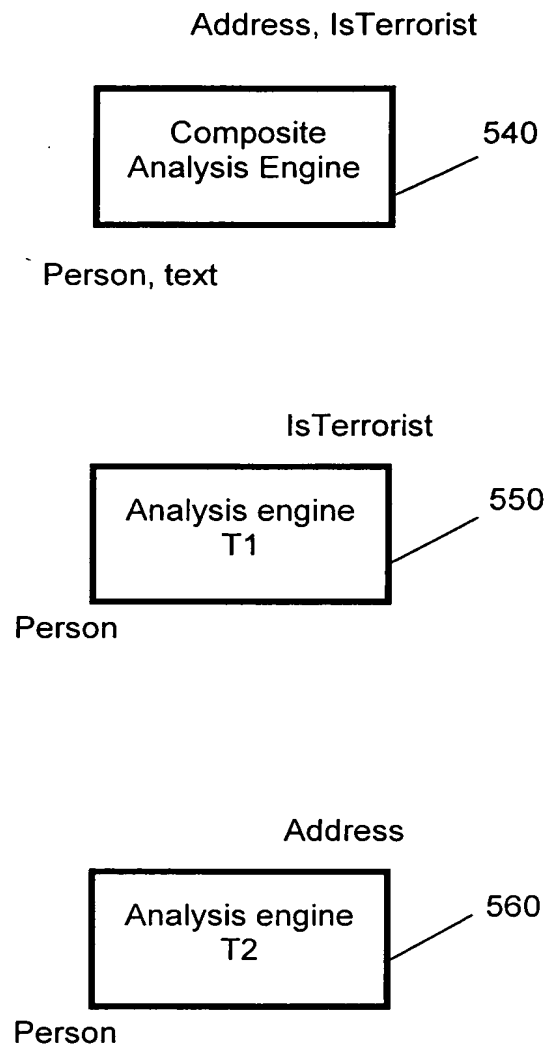 Address, IsTerrorist
Composite
Analysis Engine
540
Person, text
IsTerrorist
Analysis engine
T1
550
Person
Address
Analysis engine
T2
560
Person